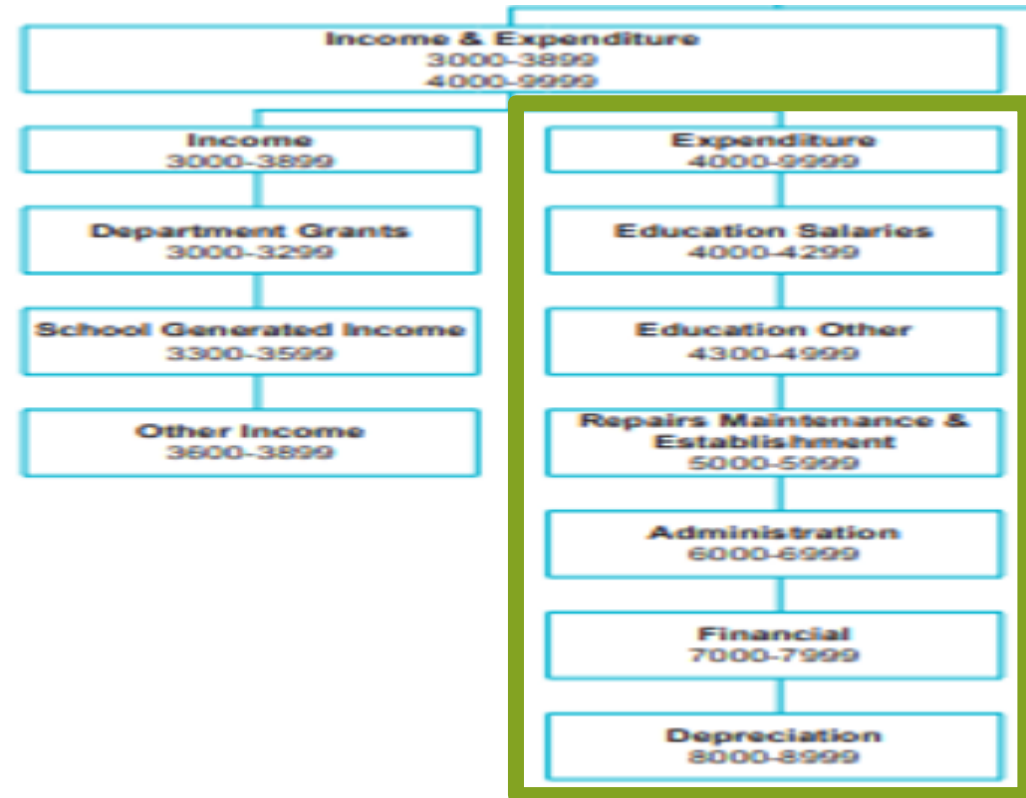 Income & Expenditure
3000-3899
4000-9999
Income
3000-3899
Department Grants
3000-3299
School Generated Income
3300-3599
Other Income
3600-3899
Expenditure
4000-9999
Education Salaries
4000-4299
Education Other
4300-4999
Repairs Maintenance &
Establishment
5000-5999
Administration
6000-6999
Financial
7000-7999
Depreciation
8000-8999